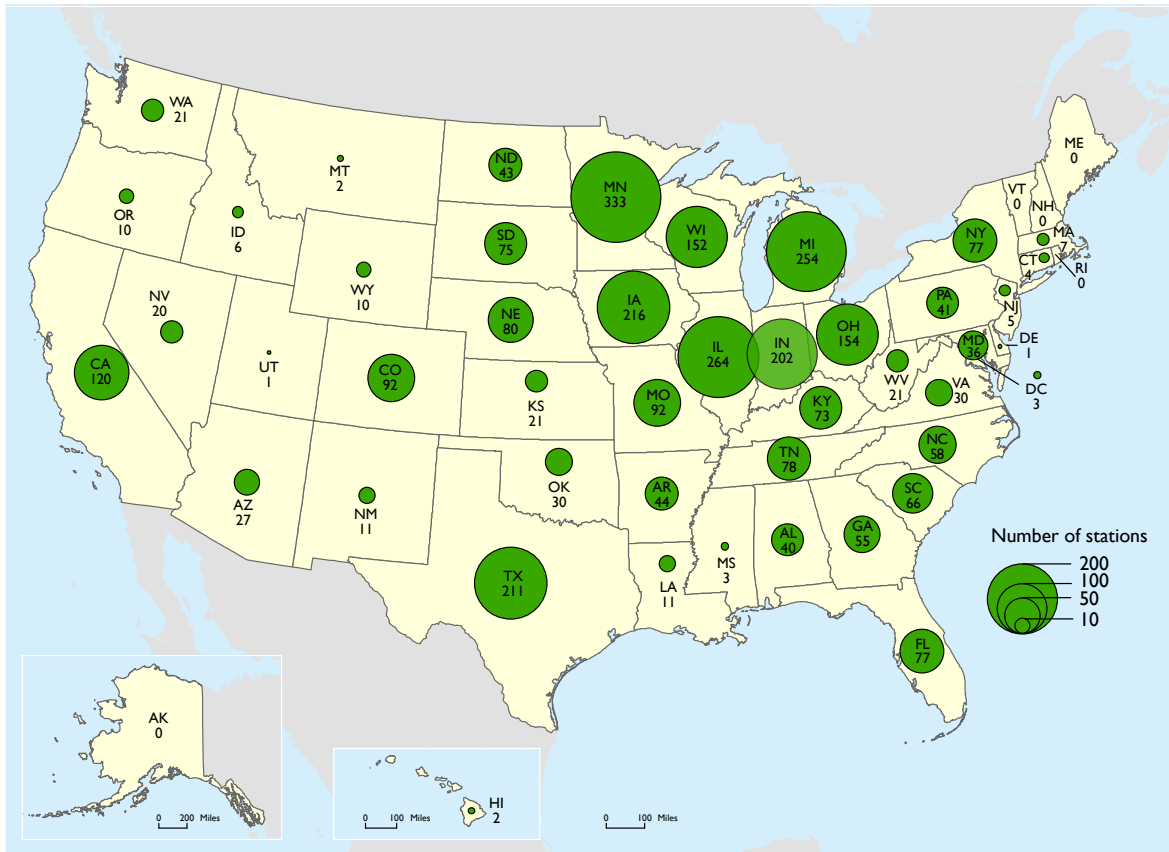 WA
21
MT
2
ND
43
MN
333
ME
0
VT
0
NH
0
OR
10
ID
6
SD
75
WI
152
MI
254
NY
77
MA
7
CT
4
RI
0
WY
10
NV
20
NE
80
IA
216
PA
41
NJ
5
OH
154
IL
264
IN
202
MD
36
DE
1
DC
3
CA
120
UT
1
CO
92
KS
21
MO
92
KY
73
WV
21
VA
30
NC
58
TN
78
AZ
27
NM
11
OK
30
AR
44
SC
66
TX
211
LA
11
MS
3
AL
40
GA
55
Number of stations
200
100
50
10
FL
77
AK
0
0 200 Miles
HI
2
0 100 Miles
0 100 Miles